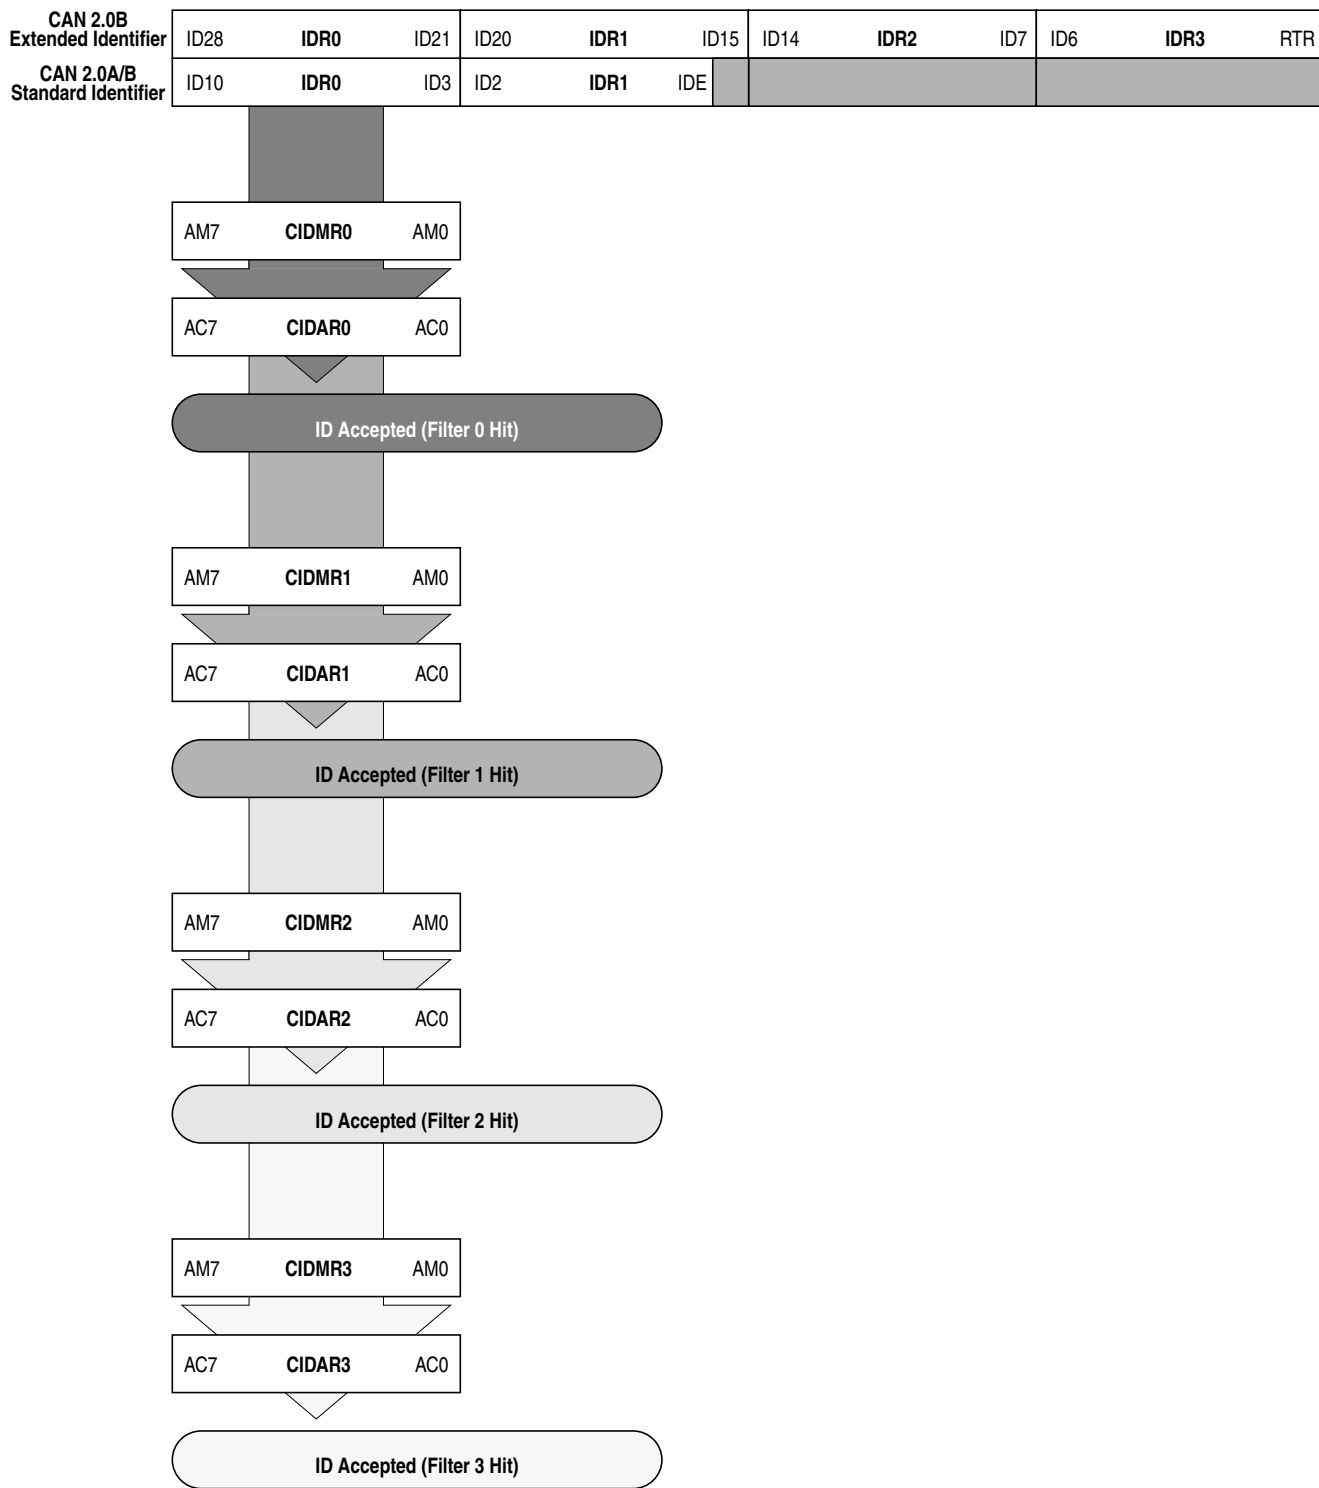 CAN 2.0B
Extended Identifier
ID28 IDR0 ID21 ID20 IDR1 ID15 ID14 IDR2 ID7 ID6 IDR3 RTR
CAN 2.0A/B
Standard Identifier
ID10 IDR0 ID3 ID2 IDR1 IDE
AM7 CIDMR0 AM0
AC7 CIDAR0 AC0
ID Accepted (Filter 0 Hit)
AM7 CIDMR1 AM0
AC7 CIDAR1 AC0
ID Accepted (Filter 1 Hit)
AM7 CIDMR2 AM0
AC7 CIDAR2 AC0
ID Accepted (Filter 2 Hit)
AM7 CIDMR3 AM0
AC7 CIDAR3 AC0
ID Accepted (Filter 3 Hit)